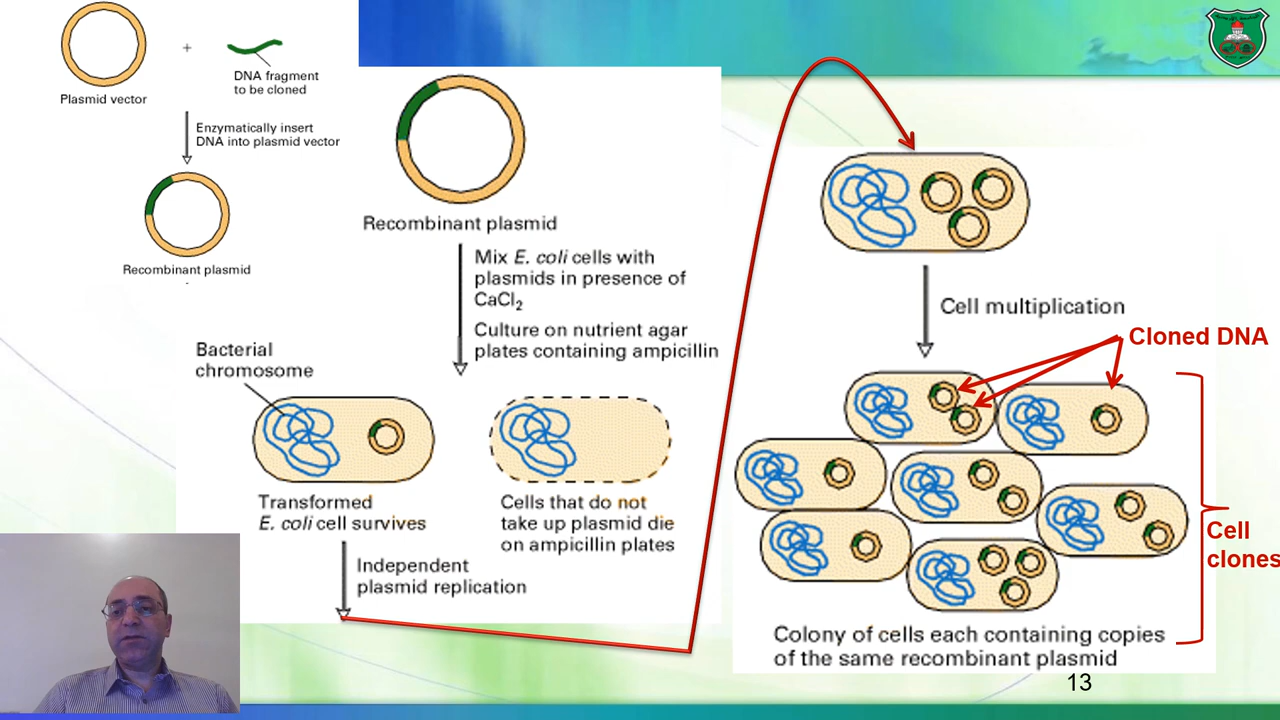 Plasmid vector
+
DNA fragment
to be cloned
Enzymatically insert
DNA into plasmid vector
Recombinant plasmid
Recombinant plasmid
Mix E. coli cells with
plasmids in presence of
CaCl₂
Culture on nutrient agar
plates containing ampicillin
Bacterial
chromosome
Transformed
E. coli cell survives
Cells that do not
take up plasmid die
on ampicillin plates
Independent
plasmid replication
Cell multiplication
Cloned DNA
Cell
clones
Colony of cells each containing copies
of the same recombinant plasmid
13